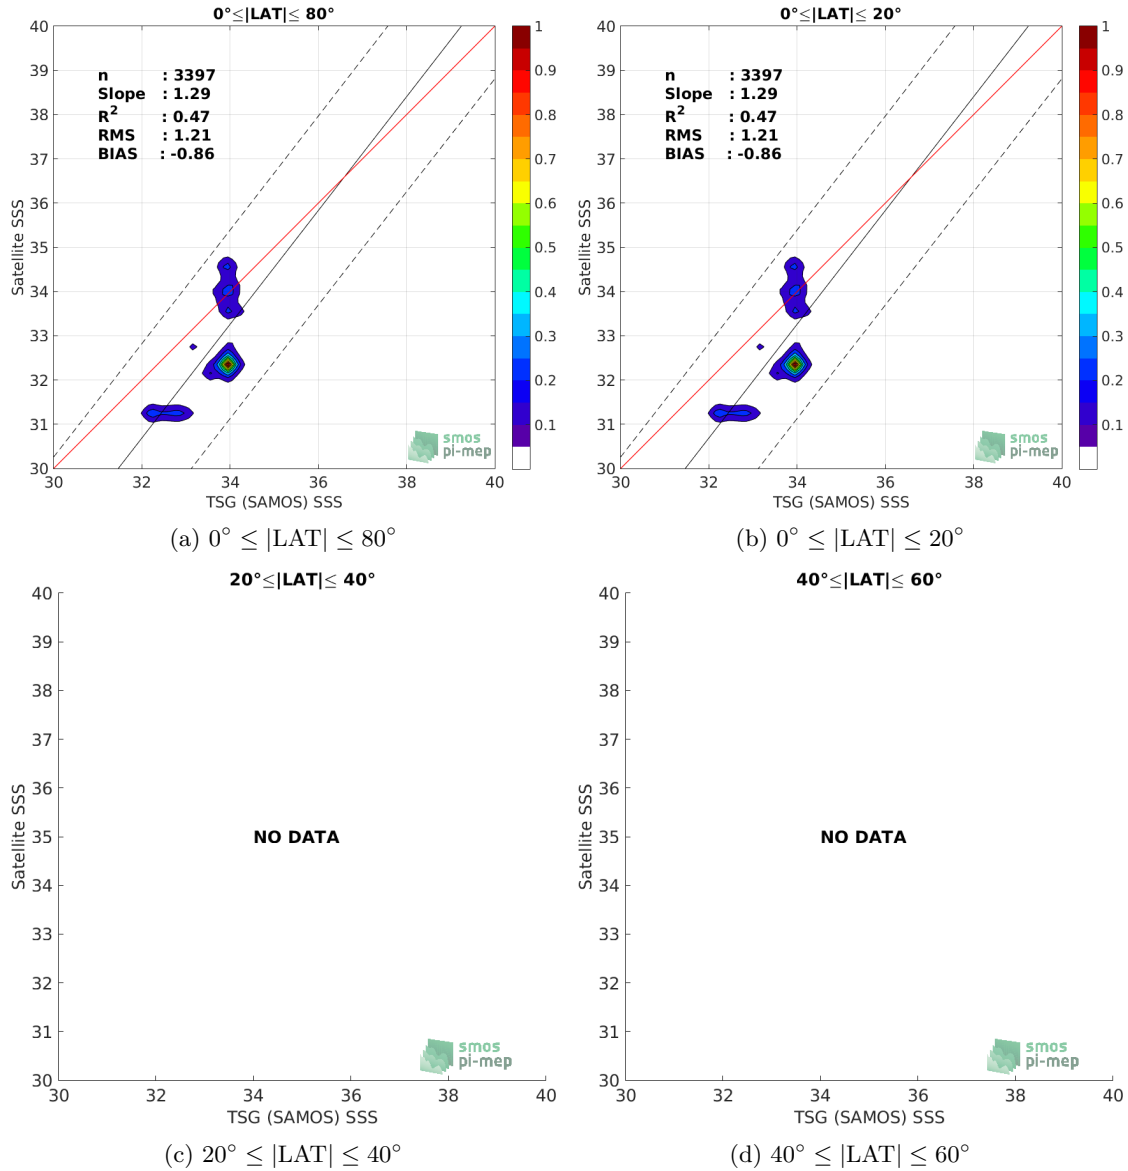 0°≤|LAT|≤ 80°
40
39
38
37
36
35
34
33
32
31
30
Satellite SSS
n : 3397
Slope : 1.29
R² : 0.47
RMS : 1.21
BIAS : -0.86
smos
pi-mep
30 32 34 36 38 40
TSG (SAMOS) SSS
1
0.9
0.8
0.7
0.6
0.5
0.4
0.3
0.2
0.1
(a) 0° ≤ |LAT| ≤ 80°
0°≤|LAT|≤ 20°
40
39
38
37
36
35
34
33
32
31
30
Satellite SSS
n : 3397
Slope : 1.29
R² : 0.47
RMS : 1.21
BIAS : -0.86
smos
pi-mep
30 32 34 36 38 40
TSG (SAMOS) SSS
1
0.9
0.8
0.7
0.6
0.5
0.4
0.3
0.2
0.1
(b) 0° ≤ |LAT| ≤ 20°
20°≤|LAT|≤ 40°
40
39
38
37
36
35
34
33
32
31
30
Satellite SSS
NO DATA
smos
pi-mep
30 32 34 36 38 40
TSG (SAMOS) SSS
(c) 20° ≤ |LAT| ≤ 40°
40°≤|LAT|≤ 60°
40
39
38
37
36
35
34
33
32
31
30
Satellite SSS
NO DATA
smos
pi-mep
30 32 34 36 38 40
TSG (SAMOS) SSS
(d) 40° ≤ |LAT| ≤ 60°